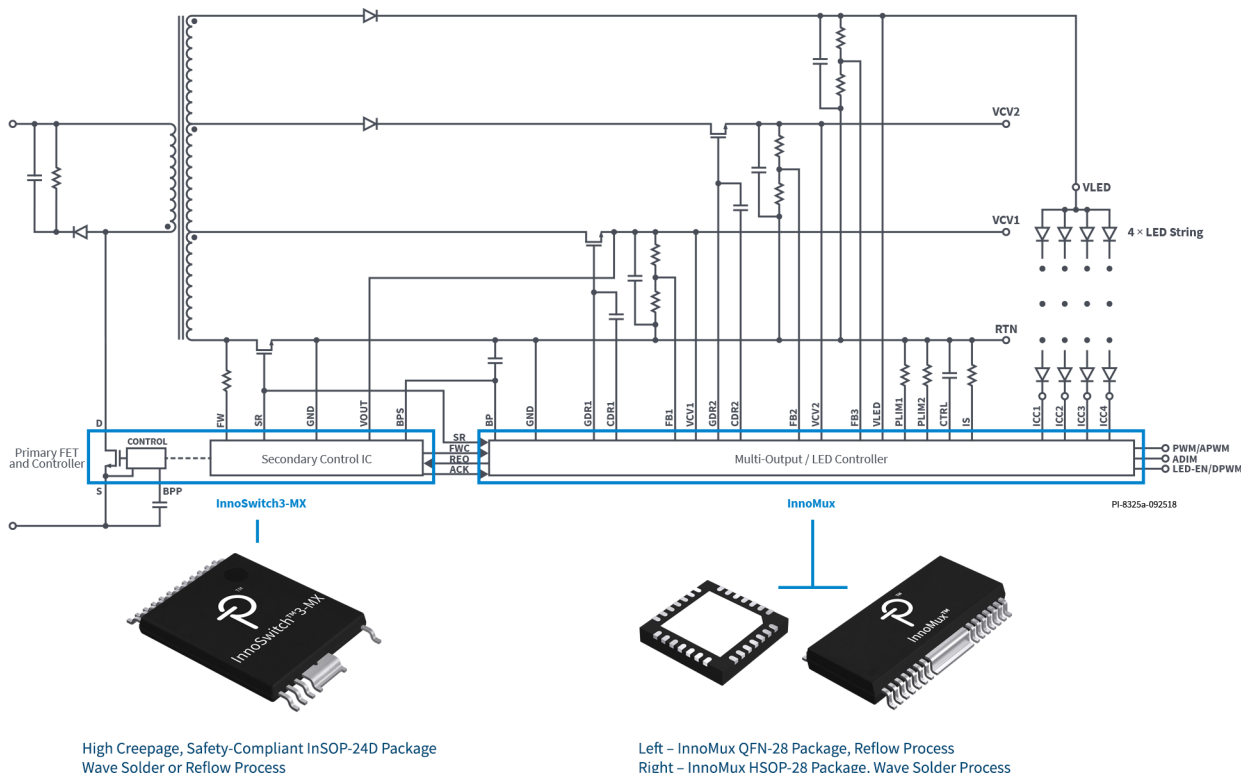 VCV2
VLED
VCV1
4 × LED String
RTN
FW
SR
GND
VOUT
BPS
BP
GND
GDR1
CDR1
FB1
VCV1
GDR2
CDR2
FB2
VCV2
FB3
VLED
PLIM1
PLIM2
CTRL
IS
ICC1
ICC2
ICC3
ICC4
D
Primary FET
and Controller
CONTROL
Secondary Control IC
SR
FWC
REQ
ACK
Multi-Output / LED Controller
PWM/APWM
ADIM
LED-EN/DPWM
S
BPP
InnoSwitch3-MX
InnoMux
PI-8325a-092518
InnoSwitch™3-MX
InnoMux™
High Creepage, Safety-Compliant InSOP-24D Package
Wave Solder or Reflow Process
Left – InnoMux QFN-28 Package, Reflow Process
Right – InnoMux HSOP-28 Package, Wave Solder Process